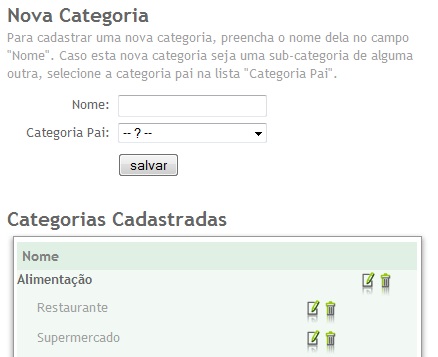 Nova Categoria
Para cadastrar uma nova categoria, preencha o nome dela no campo
"Nome". Caso esta nova categoria seja uma sub-categoria de alguma
outra, selecione a categoria pai na lista "Categoria Pai".
Nome:
Categoria Pai: -- ? --
salvar
Categorias Cadastradas
Nome
Alimentação
Restaurante
Supermercado